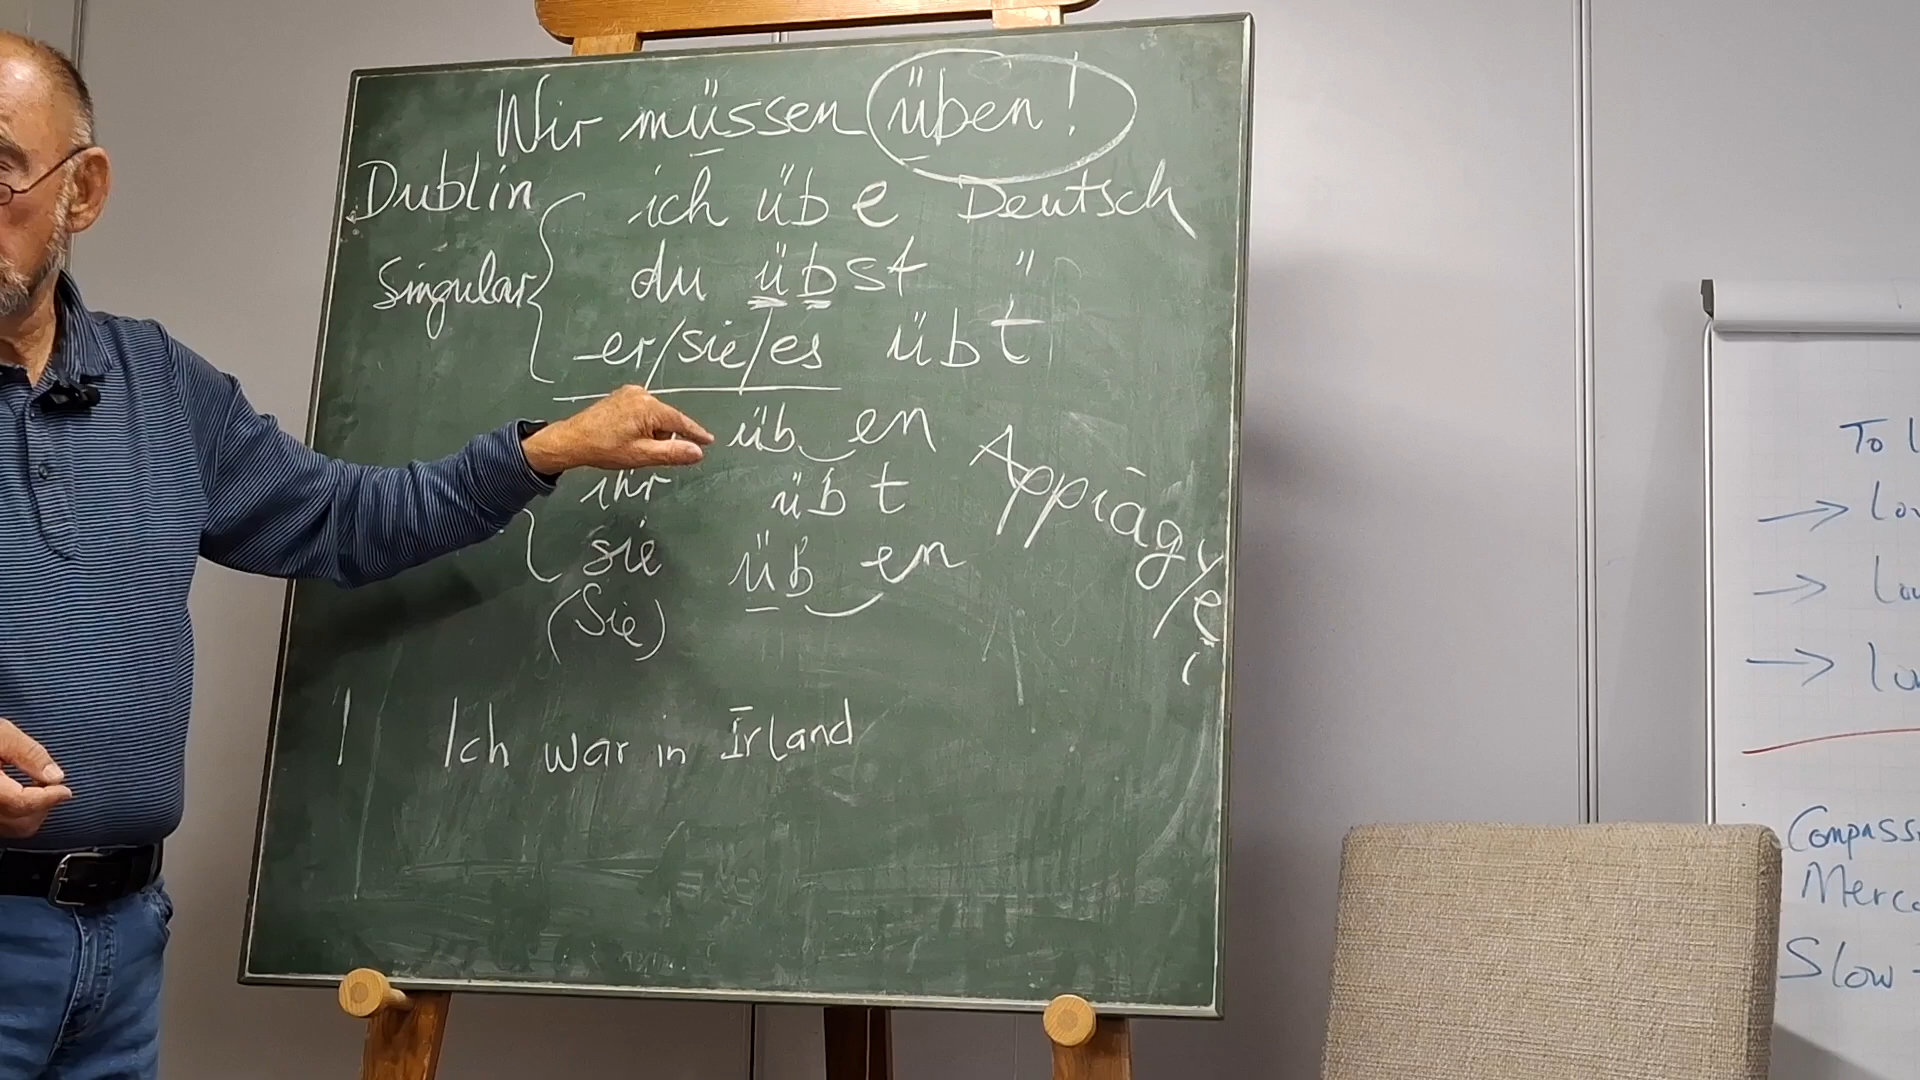 Wir müssen üben!
Dublin
Singular
ich übe Deutsch
du übst "
er/sie/es übt
üben
ihr übt
sie üben
(Sie)
Ich war in Irland
To
Compass
Slow